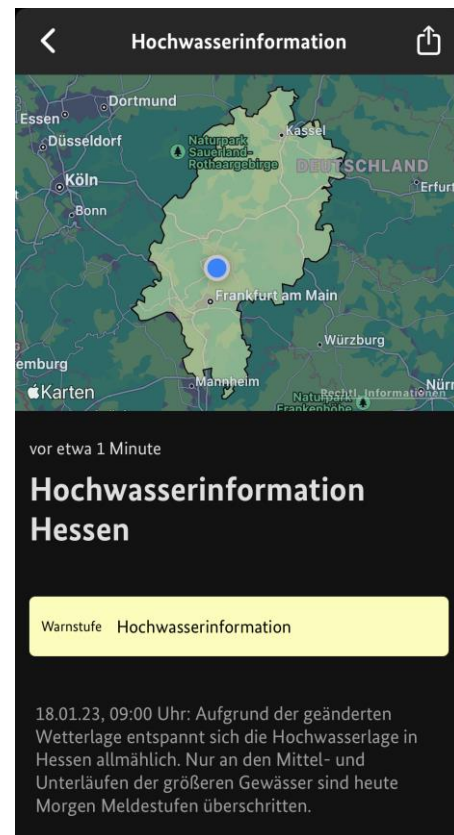 Hochwasserinformation
Dortmund
Essen
Düsseldorf
Naturpark
Sauerland-
Rothaargebirge
Kassel
DEUTSCHLAND
Köln
Erfurt
Bonn
Frankfurt am Main
Würzburg
emburg
Mannheim
Karten
Naturpark
Frankenhöhe
Rechtl. Informationen
Nürn
vor etwa 1 Minute
Hochwasserinformation
Hessen
Warnstufe Hochwasserinformation
18.01.23, 09:00 Uhr: Aufgrund der geänderten
Wetterlage entspannt sich die Hochwasserlage in
Hessen allmählich. Nur an den Mittel- und
Unterläufen der größeren Gewässer sind heute
Morgen Meldestufen überschritten.